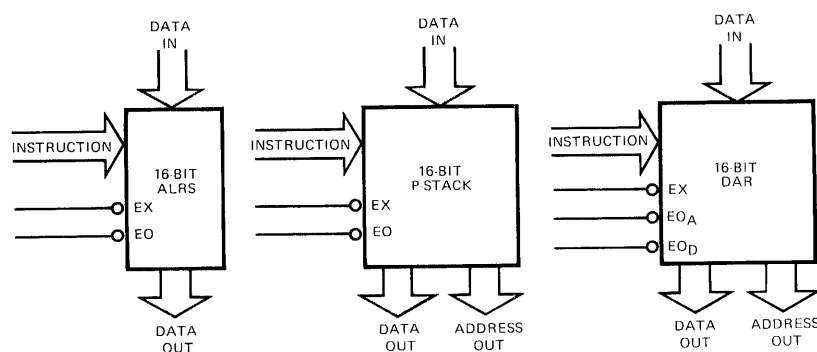 DATA
IN
INSTRUCTION
16-BIT
ALRS
EX
EO
DATA
OUT
DATA
IN
INSTRUCTION
16-BIT
P-STACK
EX
EO
DATA
OUT
ADDRESS
OUT
DATA
IN
INSTRUCTION
16-BIT
DAR
EX
EOA
EOD
DATA
OUT
ADDRESS
OUT